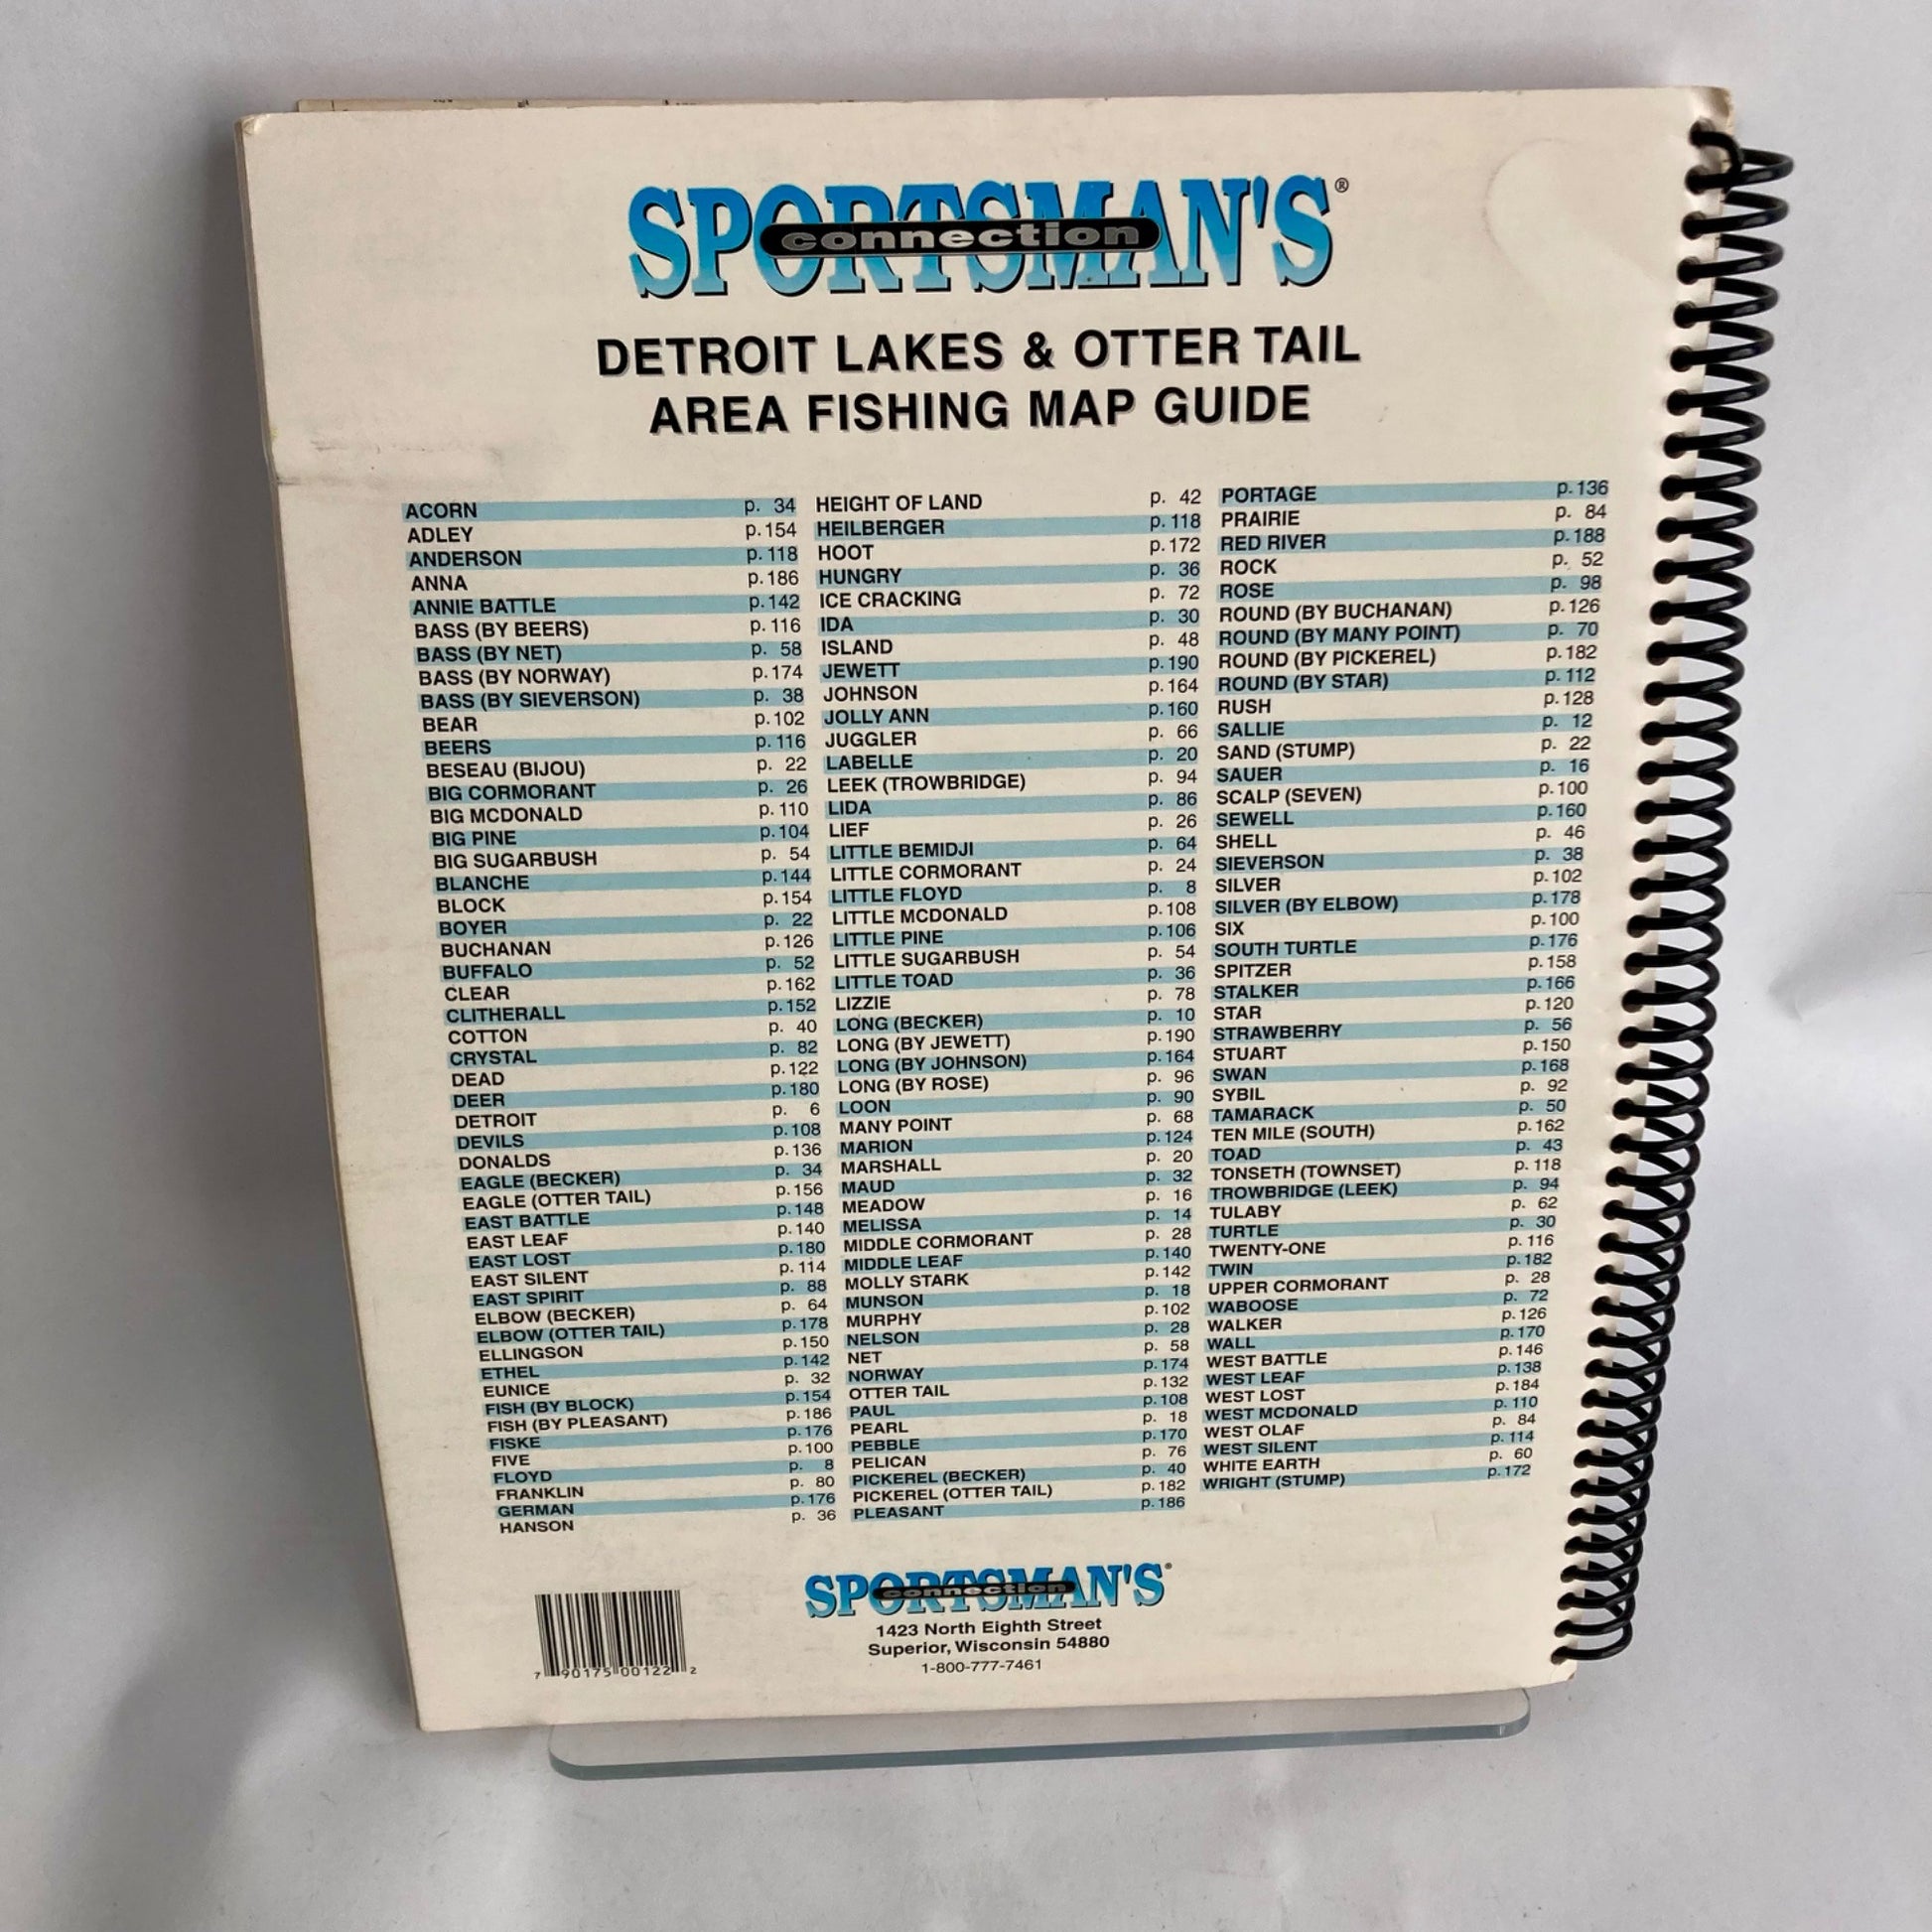 SPORTSMAN'S®
connection
DETROIT LAKES & OTTER TAIL
AREA FISHING MAP GUIDE
ACORN p. 34
ADLEY p. 154
ANDERSON p. 118
ANNA p. 186
ANNIE BATTLE p. 142
BASS (BY BEERS) p. 116
BASS (BY NET) p. 58
BASS (BY NORWAY) p. 174
BASS (BY SIEVERSON) p. 38
BEAR p. 102
BEERS p. 116
BESEAU (BIJOU) p. 22
BIG CORMORANT p. 26
BIG MCDONALD p. 110
BIG PINE p. 104
BIG SUGARBUSH p. 54
BLANCHE p. 144
BLOCK p. 154
BOYER p. 22
BUCHANAN p. 126
BUFFALO p. 52
CLEAR p. 162
CLITHERALL p. 152
COTTON p. 40
CRYSTAL p. 82
DEAD p. 122
DEER p. 180
DETROIT p. 6
DEVILS p. 108
DONALDS p. 136
EAGLE (BECKER) p. 34
EAGLE (OTTER TAIL) p. 156
EAST BATTLE p. 148
EAST LEAF p. 140
EAST LOST p. 180
EAST SILENT p. 114
EAST SPIRIT p. 88
ELBOW (BECKER) p. 64
ELBOW (OTTER TAIL) p. 178
ELLINGSON p. 150
ETHEL p. 142
EUNICE p. 32
FISH (BY BLOCK) p. 154
FISH (BY PLEASANT) p. 186
FISKE p. 176
FIVE p. 100
FLOYD p. 8
FRANKLIN p. 80
GERMAN p. 176
HANSON p. 36
HEIGHT OF LAND p. 42
HEILBERGER p. 118
HOOT p. 172
HUNGRY p. 36
ICE CRACKING p. 72
IDA p. 30
ISLAND p. 48
JEWETT p. 190
JOHNSON p. 164
JOLLY ANN p. 160
JUGGLER p. 66
LABELLE p. 20
LEEK (TROWBRIDGE) p. 94
LIDA p. 86
LIEF p. 26
LITTLE BEMIDJI p. 64
LITTLE CORMORANT p. 24
LITTLE FLOYD p. 8
LITTLE MCDONALD p. 108
LITTLE PINE p. 106
LITTLE SUGARBUSH p. 54
LITTLE TOAD p. 36
LIZZIE p. 78
LONG (BECKER) p. 10
LONG (BY JEWETT) p. 190
LONG (BY JOHNSON) p. 164
LONG (BY ROSE) p. 96
LOON p. 90
MANY POINT p. 68
MARION p. 124
MARSHALL p. 20
MAUD p. 32
MEADOW p. 16
MELISSA p. 14
MIDDLE CORMORANT p. 28
MIDDLE LEAF p. 140
MOLLY STARK p. 142
MUNSON p. 18
MURPHY p. 102
NELSON p. 28
NET p. 58
NORWAY p. 174
OTTER TAIL p. 132
PAUL p. 108
PEARL p. 18
PEBBLE p. 170
PELICAN p. 76
PICKEREL (BECKER) p. 40
PICKEREL (OTTER TAIL) p. 182
PLEASANT p. 186
PORTAGE p. 136
PRAIRIE p. 84
RED RIVER p. 188
ROCK p. 52
ROSE p. 98
ROUND (BY BUCHANAN) p. 126
ROUND (BY MANY POINT) p. 70
ROUND (BY PICKEREL) p. 182
ROUND (BY STAR) p. 112
RUSH p. 128
SALLIE p. 12
SAND (STUMP) p. 22
SAUER p. 16
SCALP (SEVEN) p. 100
SEWELL p. 160
SHELL p. 46
SIEVERSON p. 38
SILVER p. 102
SILVER (BY ELBOW) p. 178
SIX p. 100
SOUTH TURTLE p. 176
SPITZER p. 158
STALKER p. 166
STAR p. 120
STRAWBERRY p. 56
STUART p. 150
SWAN p. 168
SYBIL p. 92
TAMARACK p. 50
TEN MILE (SOUTH) p. 162
TOAD p. 43
TONSETH (TOWNSET) p. 118
TROWBRIDGE (LEEK) p. 94
TULABY p. 62
TURTLE p. 30
TWENTY-ONE p. 116
TWIN p. 182
UPPER CORMORANT p. 28
WABOOSE p. 72
WALKER p. 126
WALL p. 170
WEST BATTLE p. 146
WEST LEAF p. 138
WEST LOST p. 184
WEST MCDONALD p. 110
WEST OLAF p. 84
WEST SILENT p. 114
WHITE EARTH p. 60
WRIGHT (STUMP) p. 172
SPORTSMAN'S®
connection
1423 North Eighth Street
Superior, Wisconsin 54880
1-800-777-7461
7 90175 00122 2